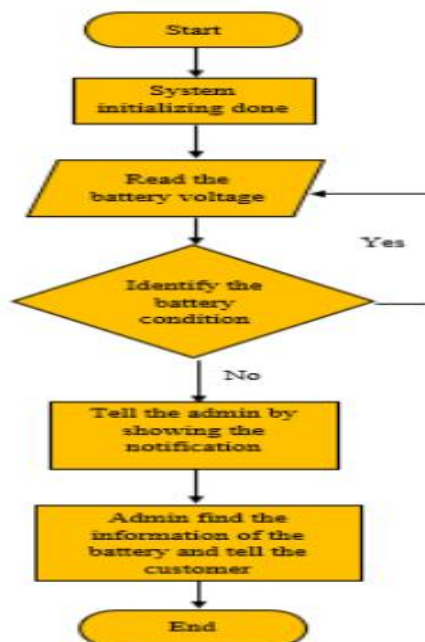 Start
System
initializing done
Read the
battery voltage
Yes
Identify the
battery
condition
No
Tell the admin by
showing the
notification
Admin find the
information of the
battery and tell the
customer
End